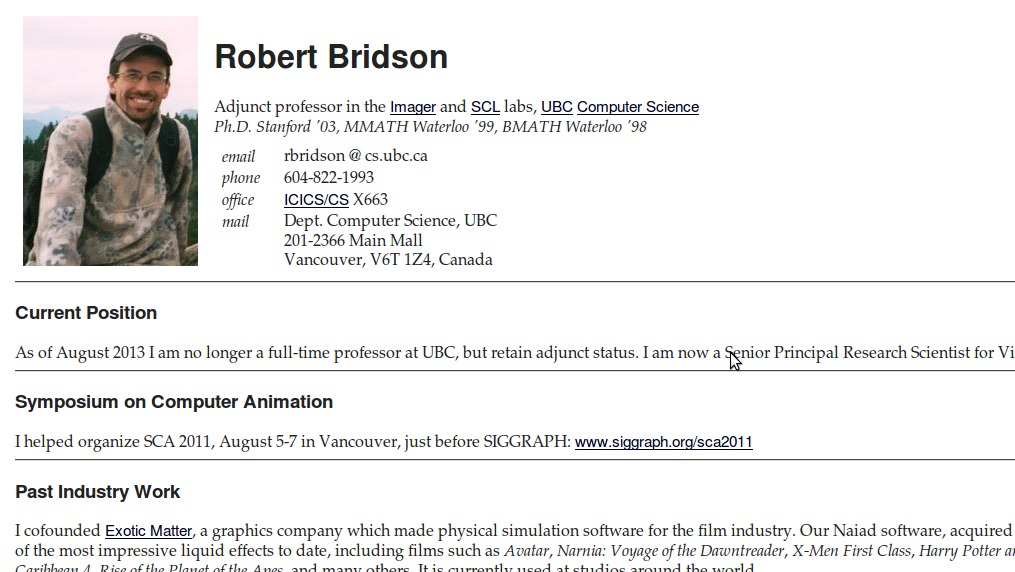 Robert Bridson
Adjunct professor in the Imager and SCL labs, UBC Computer Science
Ph.D. Stanford '03, MMATH Waterloo '99, BMATH Waterloo '98
email rbridson @ cs.ubc.ca
phone 604-822-1993
office ICICS/CS X663
mail Dept. Computer Science, UBC
201-2366 Main Mall
Vancouver, V6T 1Z4, Canada
Current Position
As of August 2013 I am no longer a full-time professor at UBC, but retain adjunct status. I am now a Senior Principal Research Scientist for Vi
Symposium on Computer Animation
I helped organize SCA 2011, August 5-7 in Vancouver, just before SIGGRAPH: www.siggraph.org/sca2011
Past Industry Work
I cofounded Exotic Matter, a graphics company which made physical simulation software for the film industry. Our Naiad software, acquired
of the most impressive liquid effects to date, including films such as Avatar, Narnia: Voyage of the Dawntreader, X-Men First Class, Harry Potter a
Caribbean 4, Rise of the Planet of the Apes, and many others. It is currently used at studios around the world.